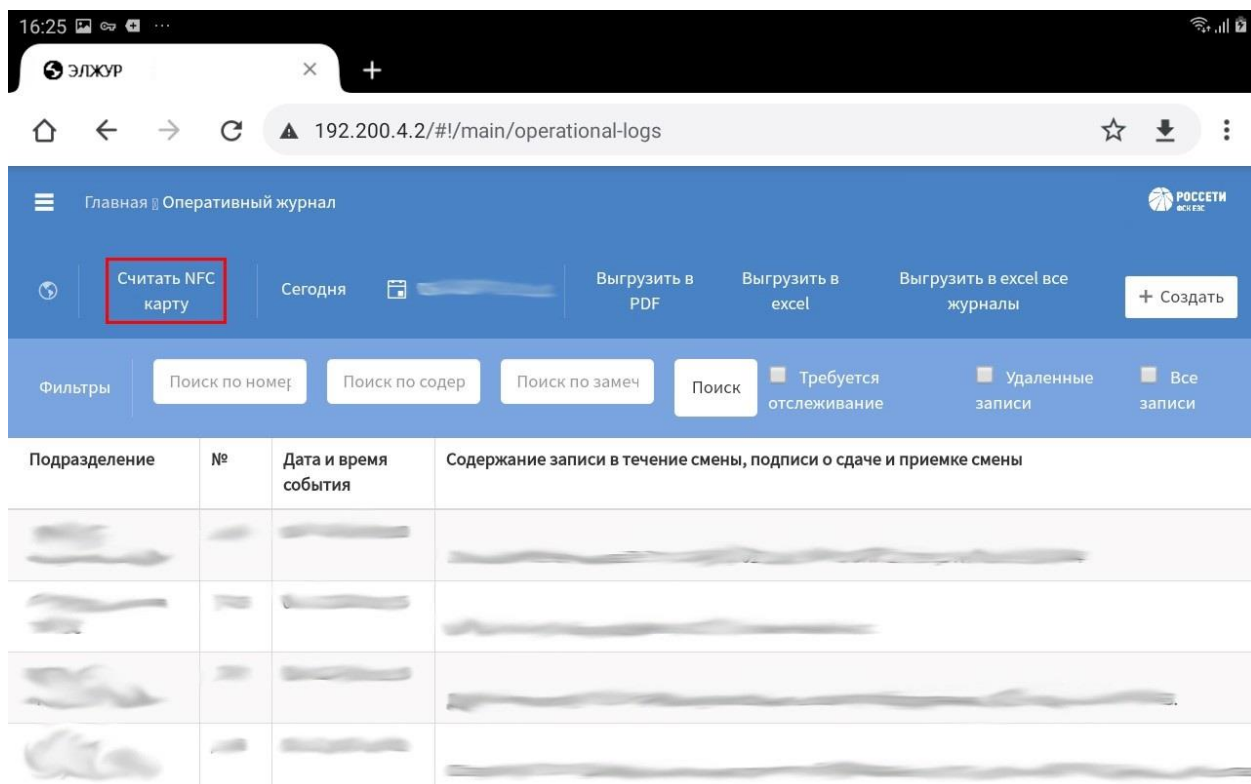 16:25
ЭЛЖУР
192.200.4.2/#!/main/operational-logs
Главная Оперативный журнал
РОССЕТИ
ФСК ЕЭС
Считать NFC
карту
Сегодня
Выгрузить в
PDF
Выгрузить в
excel
Выгрузить в excel все
журналы
+ Создать
Фильтры
Поиск по номер
Поиск по содер
Поиск по замеч
Поиск
Требуется
отслеживание
Удаленные
записи
Все
записи
Подразделение
№
Дата и время
события
Содержание записи в течение смены, подписи о сдаче и приемке смены